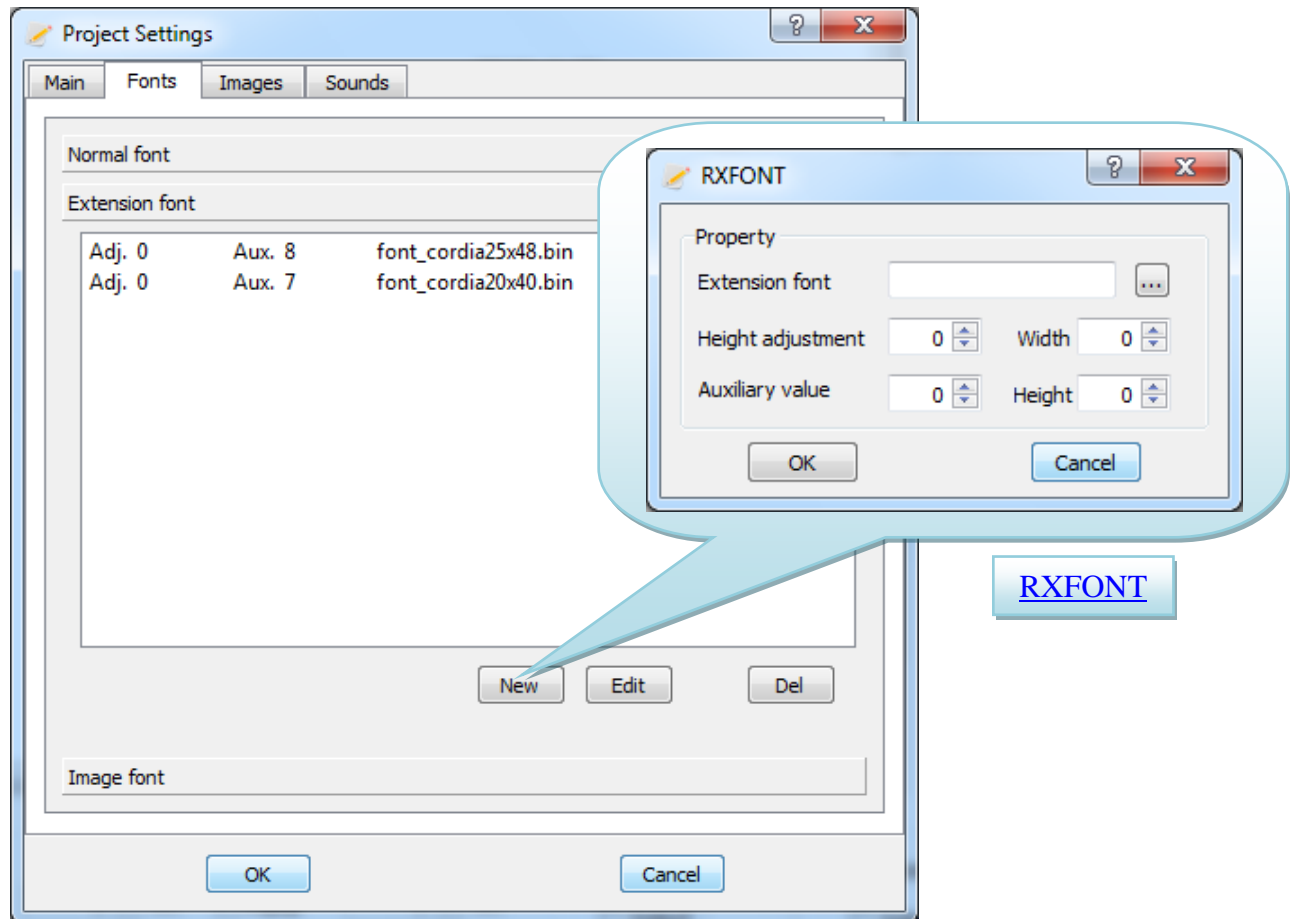 Project Settings
Main Fonts Images Sounds
Normal font
Extension font
Adj. 0 Aux. 8 font_cordia25x48.bin
Adj. 0 Aux. 7 font_cordia20x40.bin
New Edit Del
Image font
OK Cancel
RXFONT
Property
Extension font ...
Height adjustment 0 Width 0
Auxiliary value 0 Height 0
OK Cancel
RXFONT